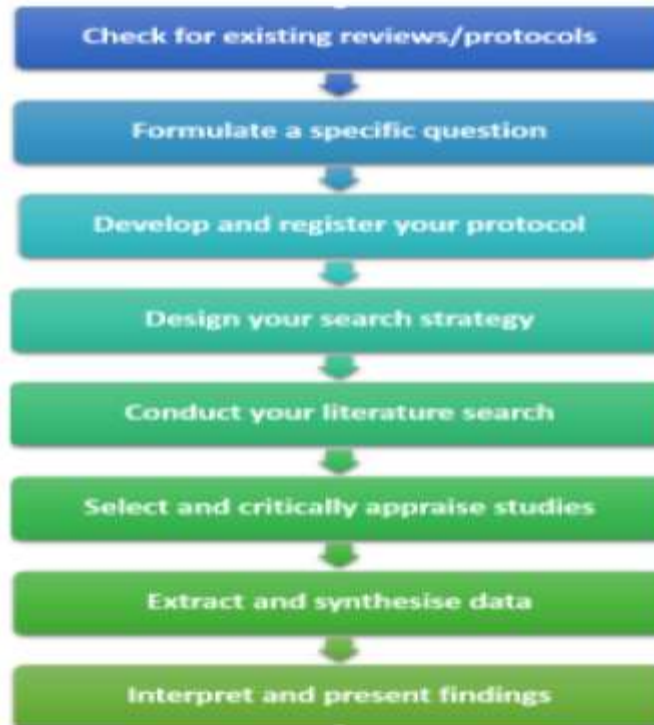 Check for existing reviews/protocols
Formulate a specific question
Develop and register your protocol
Design your search strategy
Conduct your literature search
Select and critically appraise studies
Extract and synthesise data
Interpret and present findings